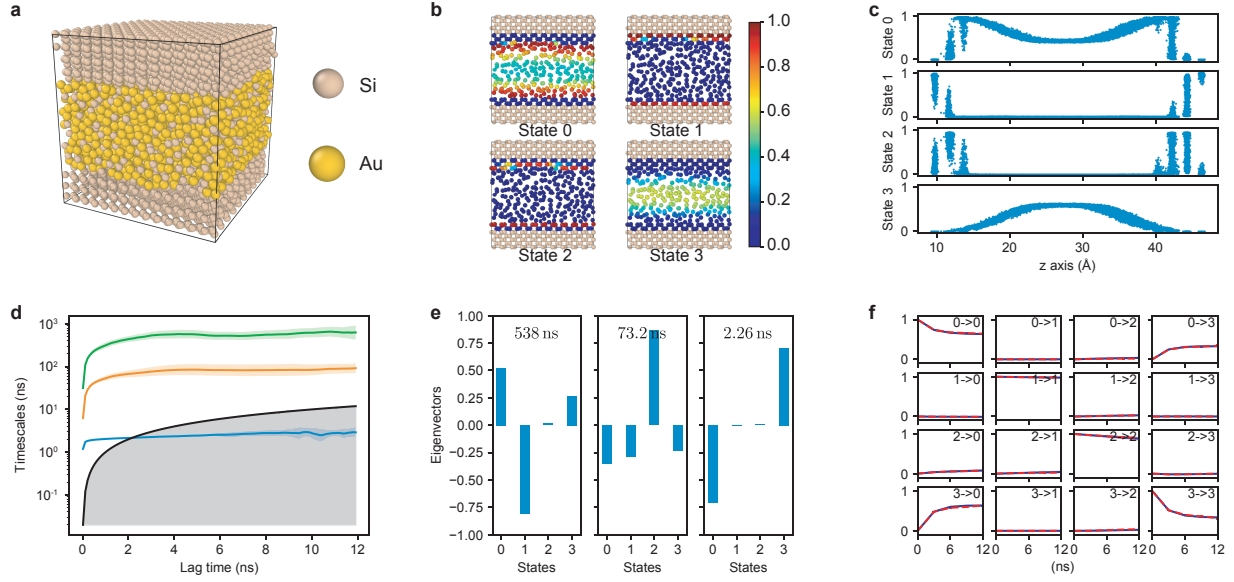 a
Si
Au
b
State 0
State 1
State 2
State 3
1.0
0.8
0.6
0.4
0.2
0.0
c
State 0
1
0
State 1
1
0
State 2
1
0
State 3
1
0
10 20 30 40
z axis (Å)
d
Timescales (ns)
10³
10²
10¹
10⁰
10⁻¹
0 2 4 6 8 10 12
Lag time (ns)
e
Eigenvectors
1.00
0.75
0.50
0.25
0.00
−0.25
−0.50
−0.75
−1.00
538 ns
73.2 ns
2.26 ns
0 1 2 3
0 1 2 3
0 1 2 3
States
States
States
f
1
0
0->0
0->1
0->2
0->3
1
0
1->0
1->1
1->2
1->3
1
0
2->0
2->1
2->2
2->3
1
0
3->0
3->1
3->2
3->3
0 6 12
0 6 12
0 6 12
0 6 12
(ns)